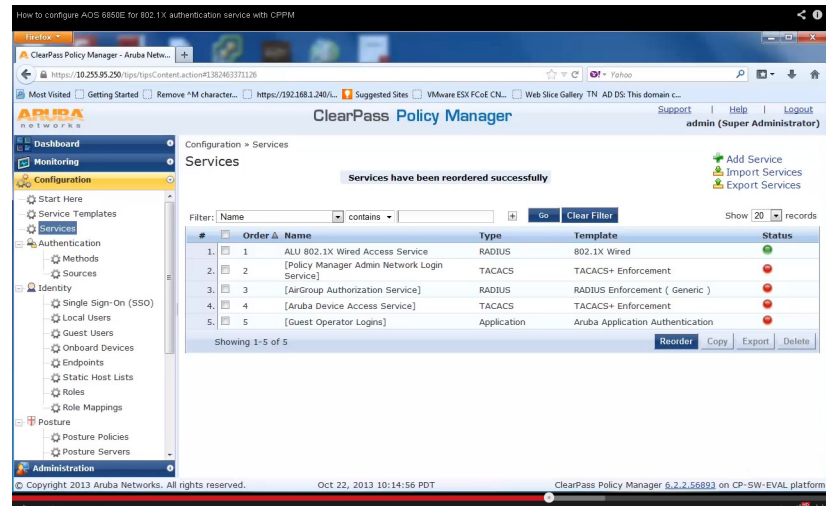 How to configure AOS 6850E for 802.1X authentication service with CPPM
Firefox
ClearPass Policy Manager - Aruba Netw...
https://10.255.95.250/tips/tipsContent.action#1382463371126
Yahoo
Most Visited Getting Started Remove ^M character... https://192.168.1.240/i... Suggested Sites VMware ESX FCoE CN... Web Slice Gallery TN AD DS: This domain c...
ARUBA networks
ClearPass Policy Manager
Support | Help | Logout
admin (Super Administrator)
Dashboard
Monitoring
Configuration
Start Here
Service Templates
Services
Authentication
Methods
Sources
Identity
Single Sign-On (SSO)
Local Users
Guest Users
Onboard Devices
Endpoints
Static Host Lists
Roles
Role Mappings
Posture
Posture Policies
Posture Servers
Administration
Configuration » Services
Services
Services have been reordered successfully
Add Service
Import Services
Export Services
Filter: Name contains + Go Clear Filter Show 20 records
# Order Name Type Template Status
1. 1 ALU 802.1X Wired Access Service RADIUS 802.1X Wired
2. 2 [Policy Manager Admin Network Login Service] TACACS TACACS+ Enforcement
3. 3 [AirGroup Authorization Service] RADIUS RADIUS Enforcement ( Generic )
4. 4 [Aruba Device Access Service] TACACS TACACS+ Enforcement
5. 5 [Guest Operator Logins] Application Aruba Application Authentication
Showing 1-5 of 5 Reorder Copy Export Delete
© Copyright 2013 Aruba Networks. All rights reserved. Oct 22, 2013 10:14:56 PDT ClearPass Policy Manager 6.2.2.56893 on CP-SW-EVAL platform